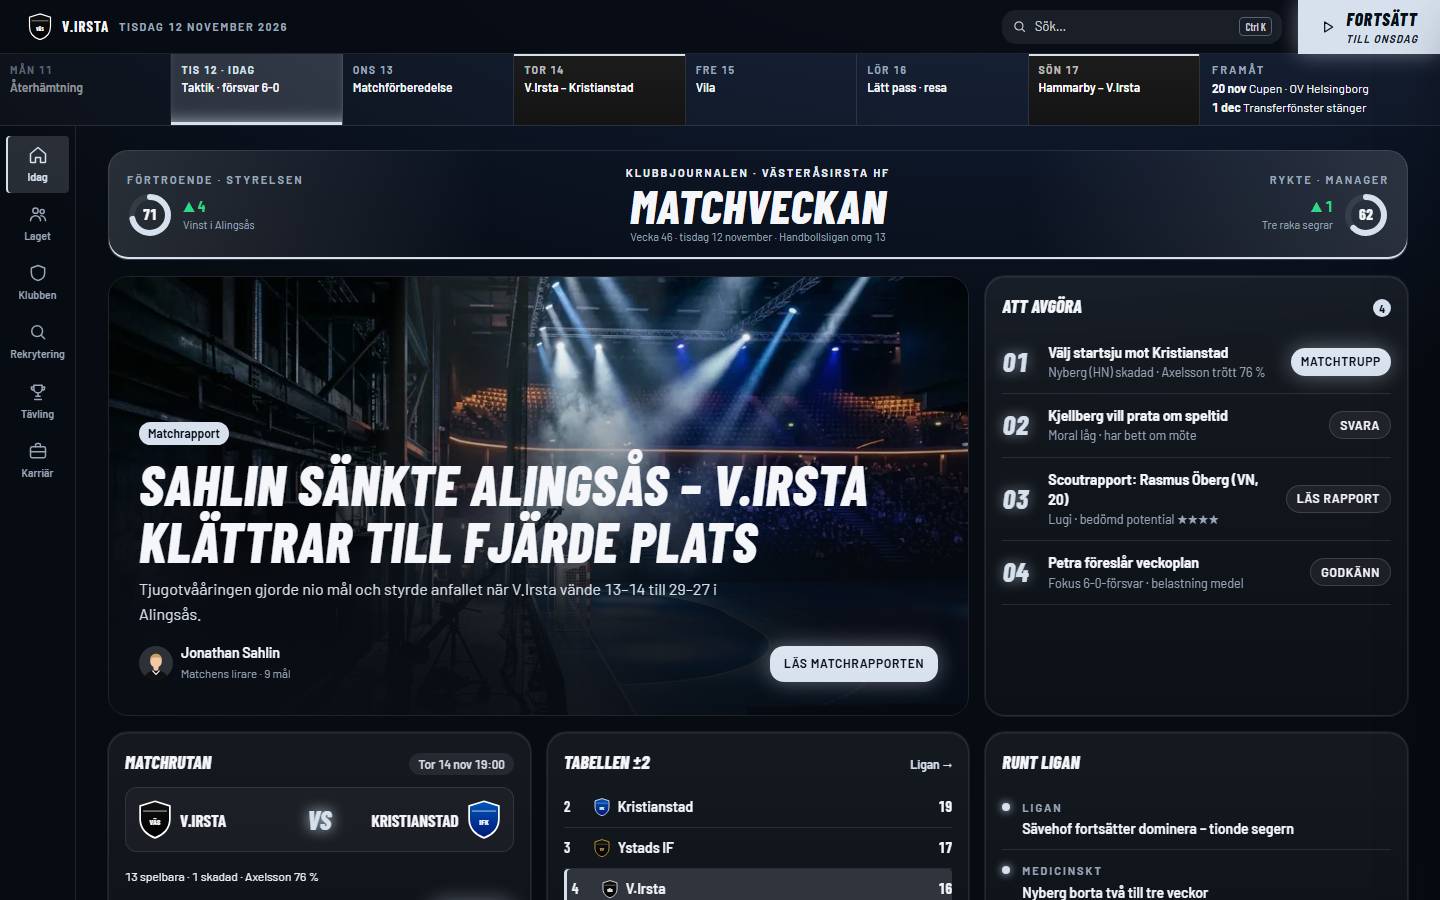 VÄS
V.IRSTA TISDAG 12 NOVEMBER 2026
Sök... Ctrl K
FORTSÄTT
TILL ONSDAG
MÅN 11
Återhämtning
TIS 12 · IDAG
Taktik · försvar 6-0
ONS 13
Matchförberedelse
TOR 14
V.Irsta – Kristianstad
FRE 15
Vila
LÖR 16
Lätt pass · resa
SÖN 17
Hammarby – V.Irsta
FRAMÅT
20 nov Cupen · OV Helsingborg
1 dec Transferfönster stänger
Idag
Laget
Klubben
Rekrytering
Tävling
Karriär
FÖRTROENDE · STYRELSEN
71
▲ 4
Vinst i Alingsås
KLUBBJOURNALEN · VÄSTERÅSIRSTA HF
MATCHVECKAN
Vecka 46 · tisdag 12 november · Handbollsligan omg 13
RYKTE · MANAGER
▲ 1
Tre raka segrar
62
Matchrapport
SAHLIN SÄNKTE ALINGSÅS – V.IRSTA
KLÄTTRAR TILL FJÄRDE PLATS
Tjugotvååringen gjorde nio mål och styrde anfallet när V.Irsta vände 13–14 till 29–27 i
Alingsås.
Jonathan Sahlin
Matchens lirare · 9 mål
LÄS MATCHRAPPORTEN
ATT AVGÖRA 4
01
Välj startsju mot Kristianstad
Nyberg (HN) skadad · Axelsson trött 76 %
MATCHTRUPP
02
Kjellberg vill prata om speltid
Moral låg · har bett om möte
SVARA
03
Scoutrapport: Rasmus Öberg (VN,
20)
Lugi · bedömd potential ★★★★
LÄS RAPPORT
04
Petra föreslår veckoplan
Fokus 6-0-försvar · belastning medel
GODKÄNN
MATCHRUTAN Tor 14 nov 19:00
VÄS V.IRSTA VS KRISTIANSTAD IFK
13 spelbara · 1 skadad · Axelsson 76 %
TABELLEN ±2 Ligan →
2 Kristianstad 19
3 Ystads IF 17
4 V.Irsta 16
RUNT LIGAN
LIGAN
Sävehof fortsätter dominera – tionde segern
MEDICINSKT
Nyberg borta två till tre veckor